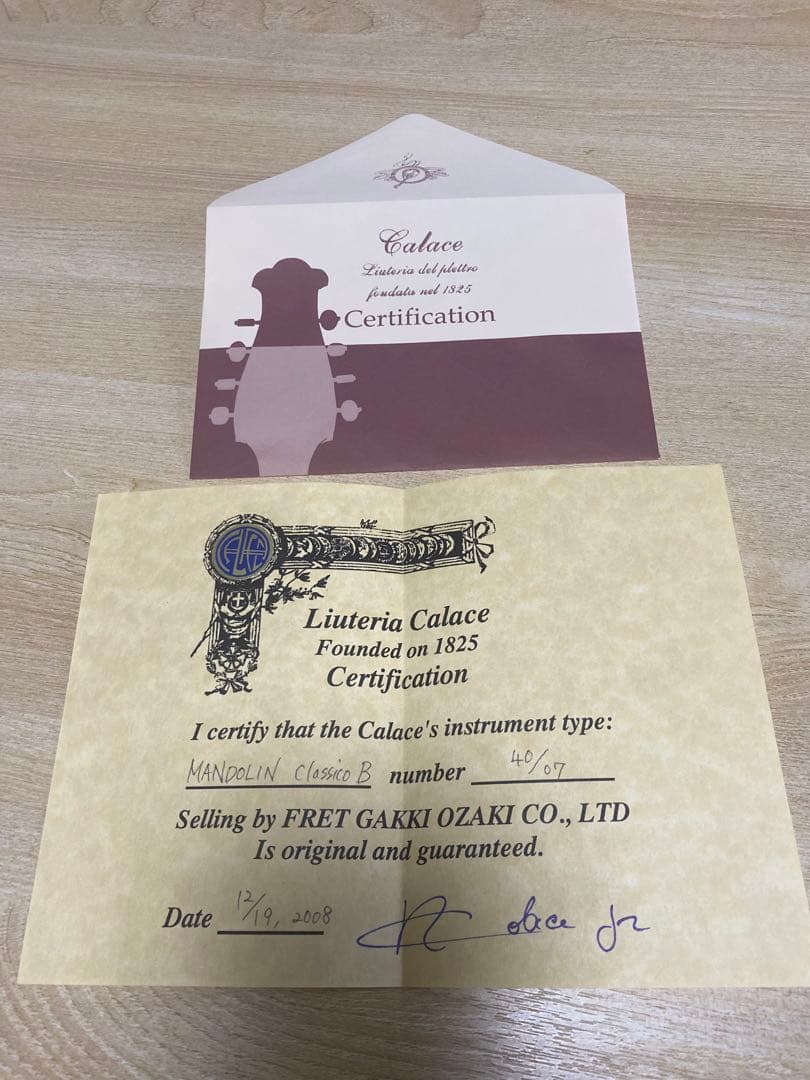 Calace
Liuteria del plettro
fondata nel 1825
Certification
Liuteria Calace
Founded on 1825
Certification
I certify that the Calace's instrument type:
MANDOLIN Classico B number 40/07
Selling by FRET GAKKI OZAKI CO., LTD
Is original and guaranteed.
Date 12/19, 2008 Calace Jr